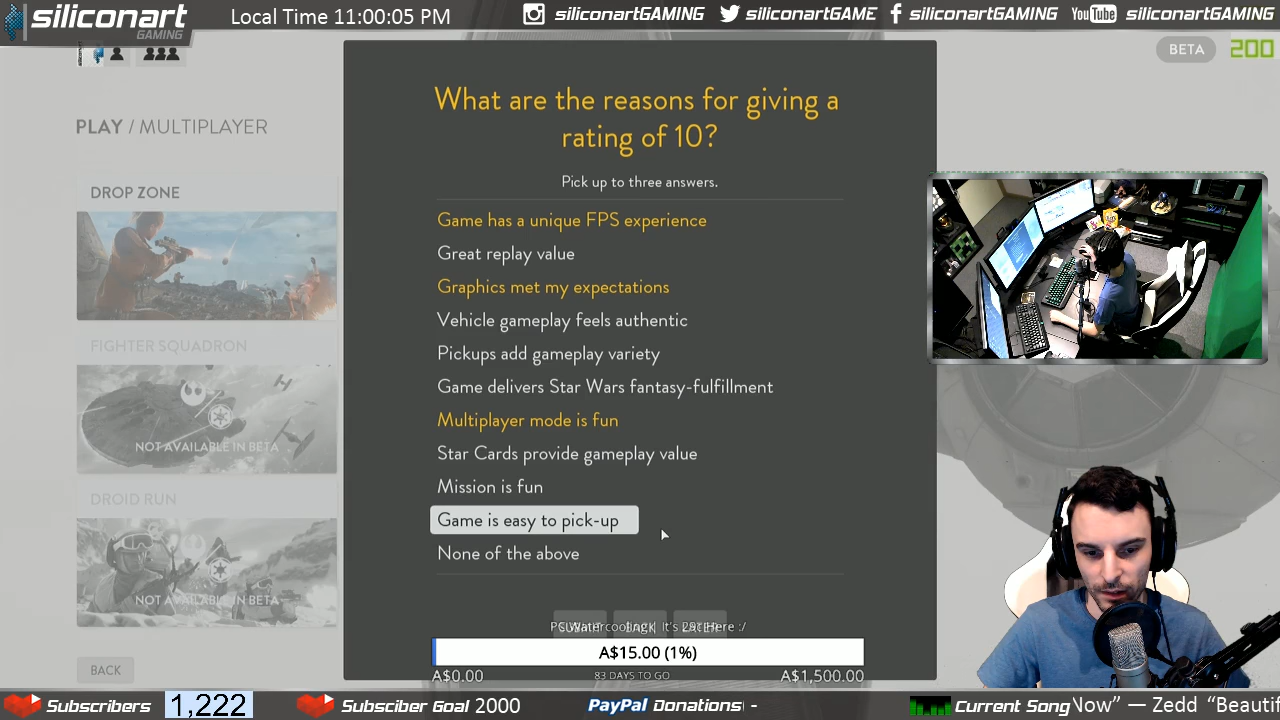 siliconart
GAMING
Local Time 11:00:05 PM
siliconartGAMING
siliconartGAME
siliconartGAMING
You Tube siliconartGAMING
BETA
200
PLAY / MULTIPLAYER
DROP ZONE
FIGHTER SQUADRON
NOT AVAILABLE IN BETA
DROID RUN
NOT AVAILABLE IN BETA
BACK
What are the reasons for giving a
rating of 10?
Pick up to three answers.
Game has a unique FPS experience
Great replay value
Graphics met my expectations
Vehicle gameplay feels authentic
Pickups add gameplay variety
Game delivers Star Wars fantasy-fulfillment
Multiplayer mode is fun
Star Cards provide gameplay value
Mission is fun
Game is easy to pick-up
None of the above
It's Hot Here :/
A$15.00 (1%)
A$0.00
83 DAYS TO GO
A$1,500.00
Subscribers 1,222
Subsciber Goal 2000
PayPal Donations -
Current Song
Now” — Zedd “Beautif